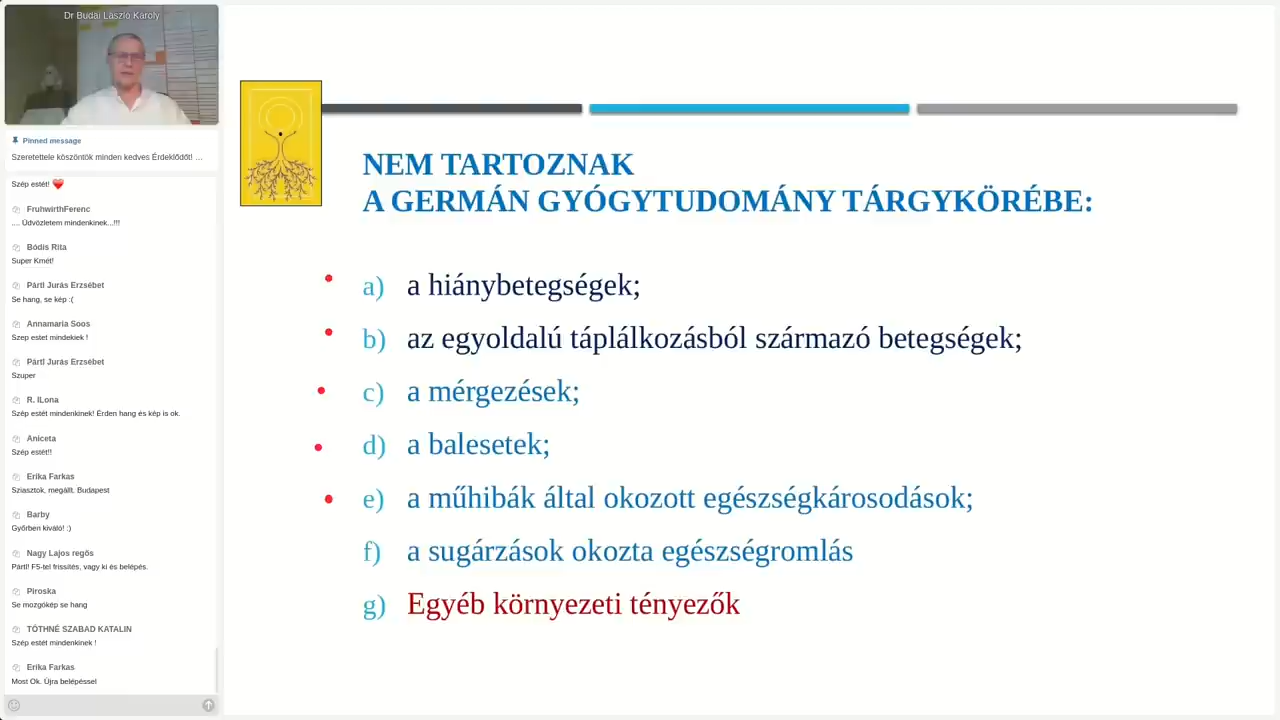 Dr Budai László Károly
Pinned message
Szeretettele köszöntök minden kedves Érdeklődőt! …
Szép estét! ❤️
FruhwirthFerenc
.... Üdvözletem mindenkinek...!!!
Bódis Rita
Super Kmét!
Pártl Jurás Erzsébet
Se hang, se kép :(
Annamaria Soos
Szep estet mindekiek !
Pártl Jurás Erzsébet
Szuper
R. ILona
Szép estét mindenkinek! Érden hang és kép is ok.
Aniceta
Szép estét!!
Erika Farkas
Sziasztok, megállt. Budapest
Barby
Győrben kiváló! :)
Nagy Lajos regős
Pártl! F5-tel frissítés, vagy ki és belépés.
Piroska
Se mozgókép se hang
TÓTHNÉ SZABAD KATALIN
Szép estét mindenkinek !
Erika Farkas
Most Ok. Újra belépéssel
NEM TARTOZNAK
A GERMÁN GYÓGYTUDOMÁNY TÁRGYKÖRÉBE:
a) a hiánybetegségek;
b) az egyoldalú táplálkozásból származó betegségek;
c) a mérgezések;
d) a balesetek;
e) a műhibák által okozott egészségkárosodások;
f) a sugárzások okozta egészségromlás
g) Egyéb környezeti tényezők